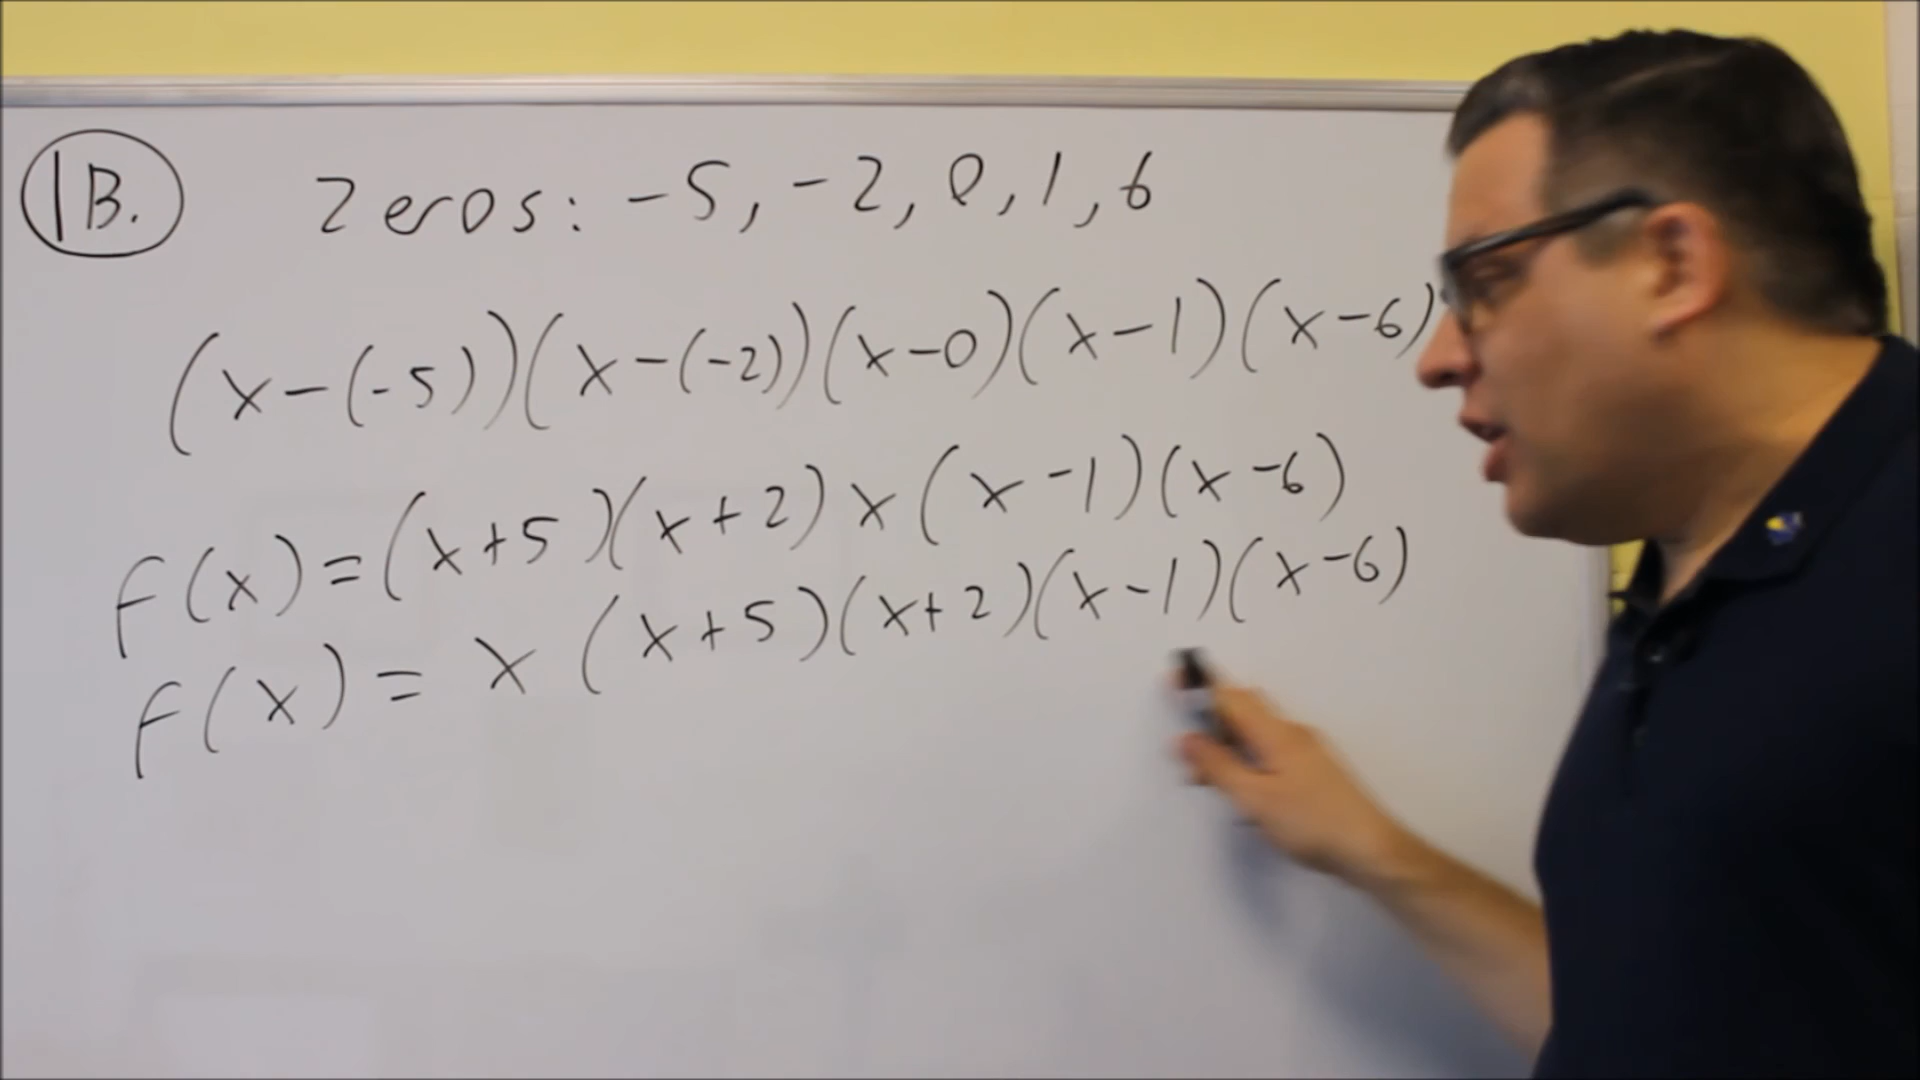 1B. Zeros: -5, -2, 0, 1, 6
(x-(-5))(x-(-2))(x-0)(x-1)(x-6)
f(x)=(x+5)(x+2)x(x-1)(x-6)
f(x)=x(x+5)(x+2)(x-1)(x-6)